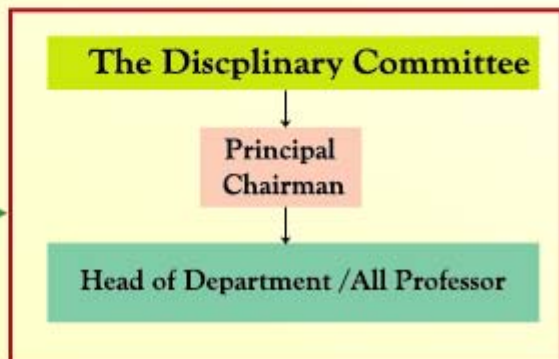 The Discplinary Committee
Principal
Chairman
Head of Department /All Professor